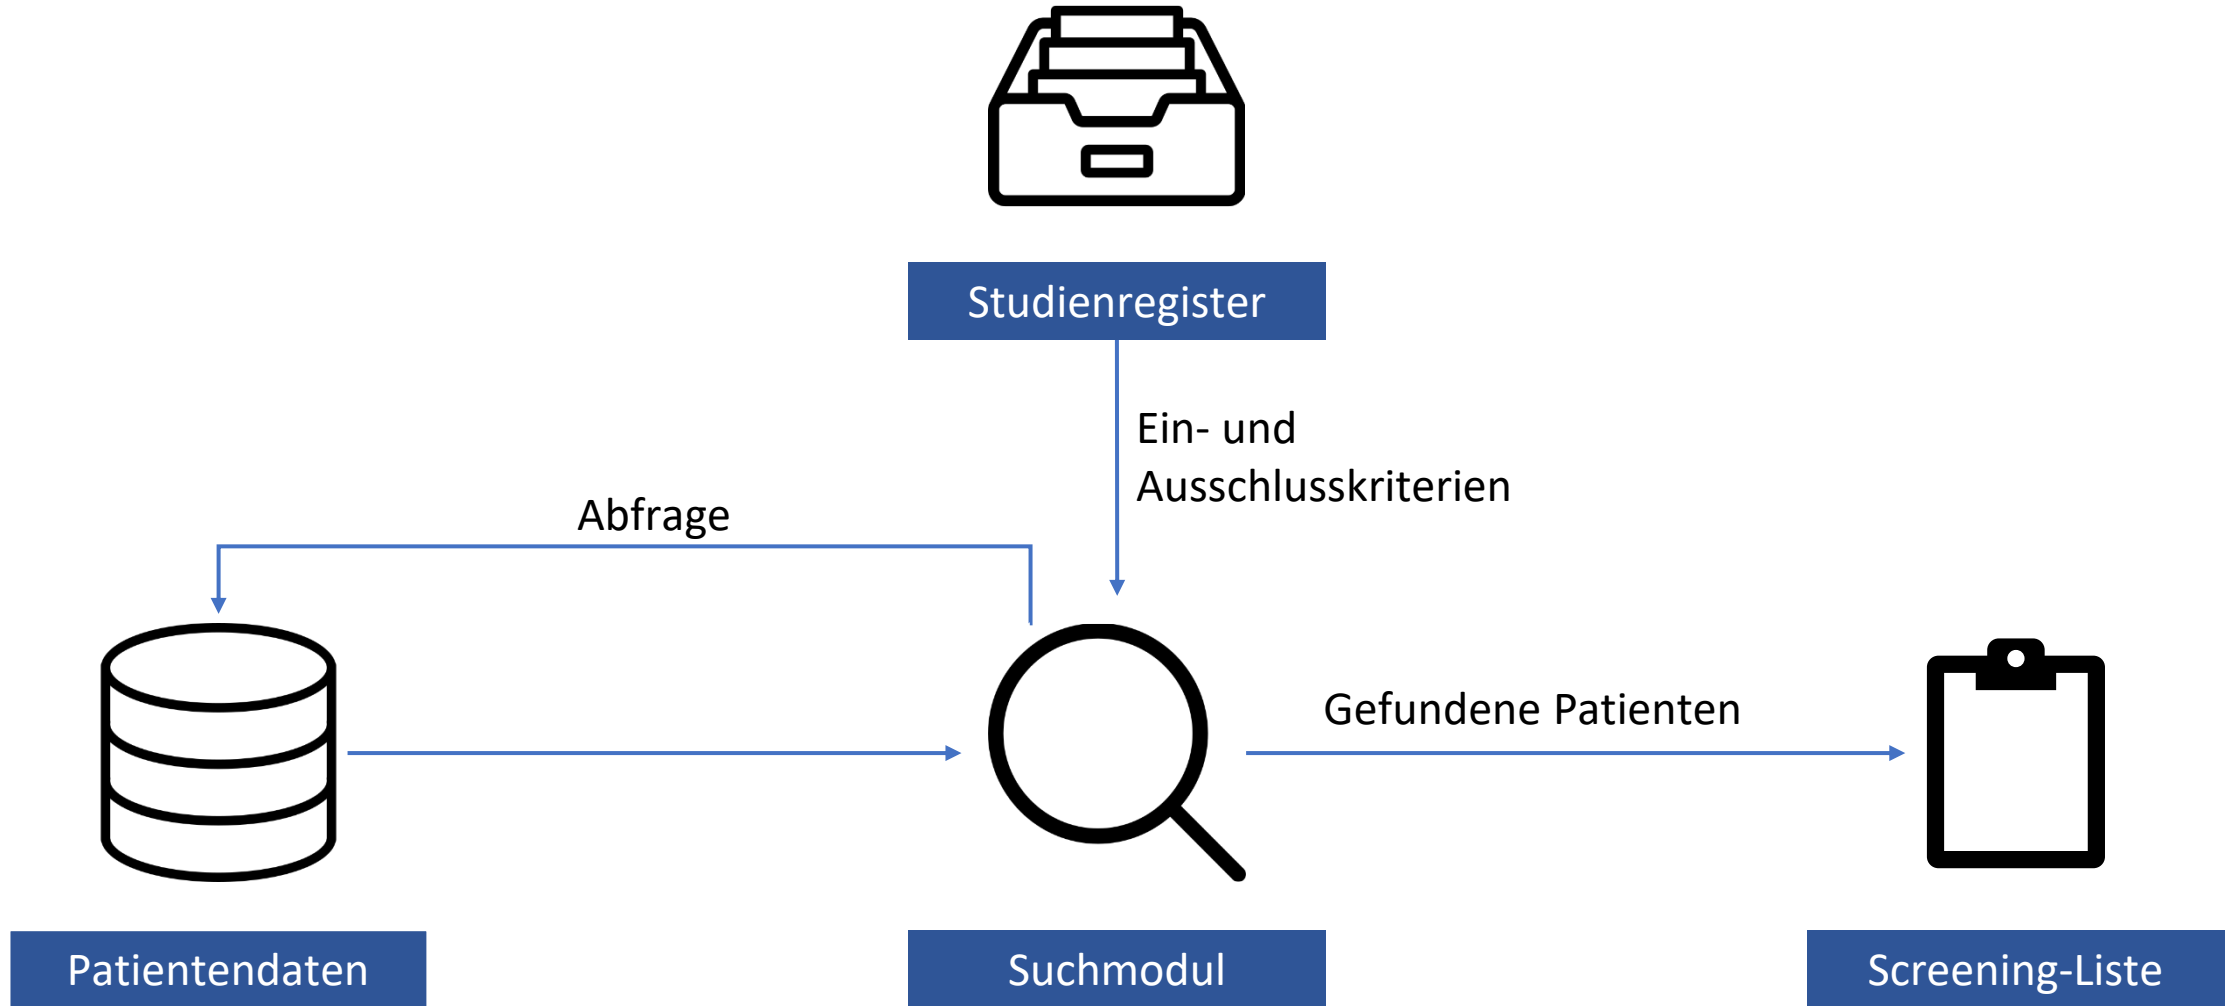 Studienregister
Ein- und
Ausschlusskriterien
Abfrage
Gefundene Patienten
Patientendaten
Suchmodul
Screening-Liste